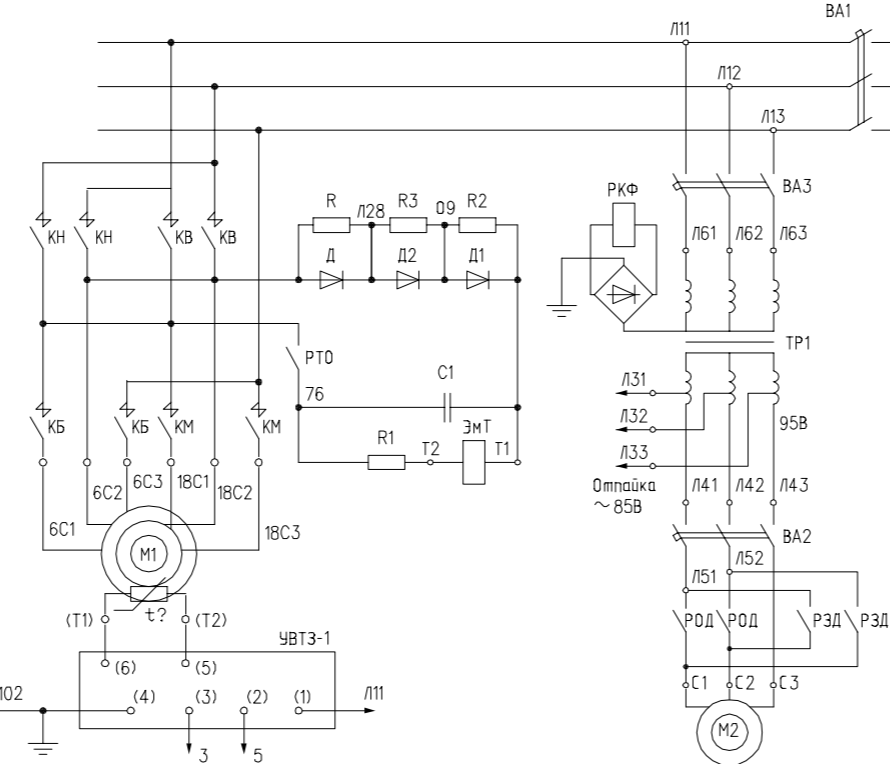 ВА1
Л11
Л12
Л13
РКФ
ВА3
R
Л28
R3
09
R2
КН
КН
КВ
КВ
Д
Д2
Д1
Л61
Л62
Л63
ТР1
РТО
76
С1
Л31
Л32
Л33
95В
КБ
КБ
КМ
КМ
R1
Т2
ЭмТ
Т1
Отпайка
~ 85В
Л41
Л42
Л43
6С1
6С2
6С3
18С1
18С2
18С3
ВА2
Л51
Л52
М1
t?
(Т1)
(Т2)
РОД
РОД
РЗД
РЗД
УВТЗ-1
(6)
(5)
(4)
(3)
(2)
(1)
Л11
102
3
5
С1
С2
С3
М2